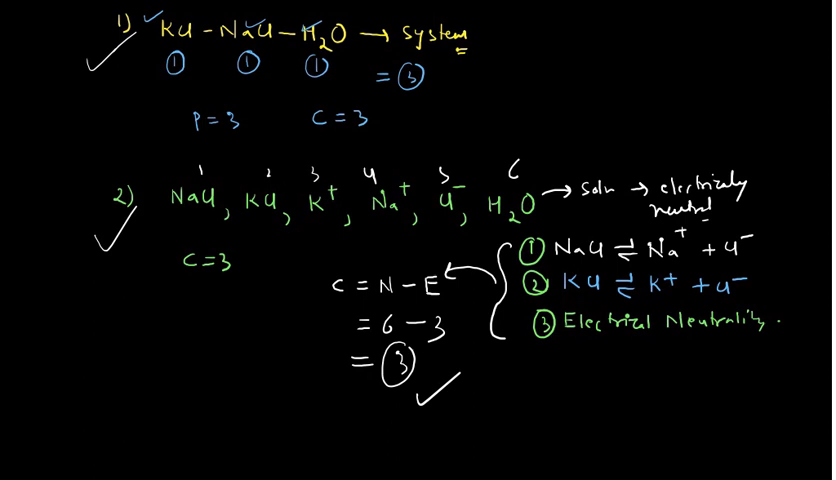 1) KCl – NaCl – H₂O → System
① ① ① = ③
P = 3 C = 3
1 2 3 4 5 6
2) NaCl, KCl, K⁺, Na⁺, Cl⁻, H₂O → Soln → electrically neutral
C = 3
① NaCl ⇌ Na⁺ + Cl⁻
② KCl ⇌ K⁺ + Cl⁻
③ Electrical Neutrality.
C = N – E
= 6 – 3
= ③